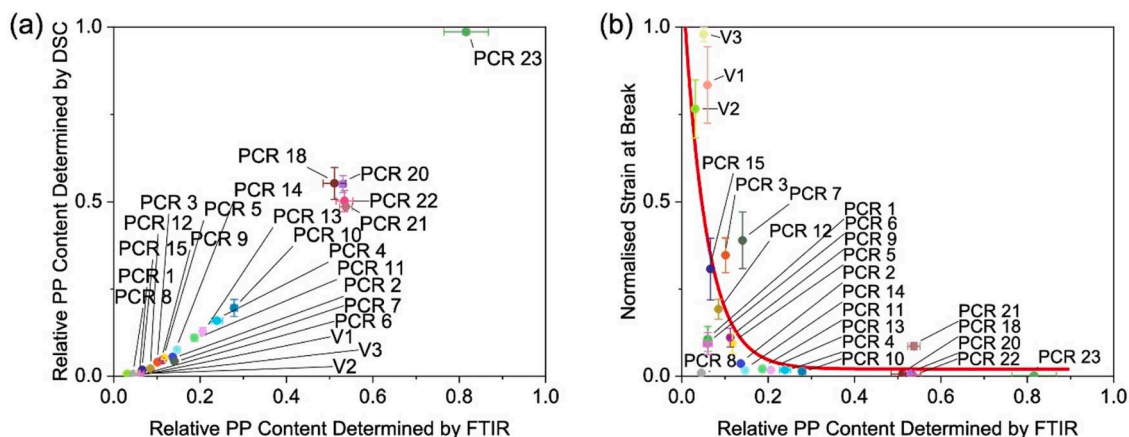 (a)
Relative PP Content Determined by DSC
1.0
0.5
0.0
PCR 23
PCR 18
PCR 20
PCR 22
PCR 21
PCR 3
PCR 14
PCR 12
PCR 5
PCR 13
PCR 15
PCR 9
PCR 10
PCR 1
PCR 4
PCR 8
PCR 11
PCR 2
PCR 7
PCR 6
V1
V3
V2
0.0 0.2 0.4 0.6 0.8 1.0
Relative PP Content Determined by FTIR
(b)
Normalised Strain at Break
1.0
0.5
0.0
V3
V1
V2
PCR 15
PCR 3
PCR 7
PCR 12
PCR 1
PCR 6
PCR 9
PCR 5
PCR 2
PCR 14
PCR 11
PCR 13
PCR 4
PCR 10
PCR 8
PCR 21
PCR 18
PCR 20
PCR 22
PCR 23
0.0 0.2 0.4 0.6 0.8 1.0
Relative PP Content Determined by FTIR